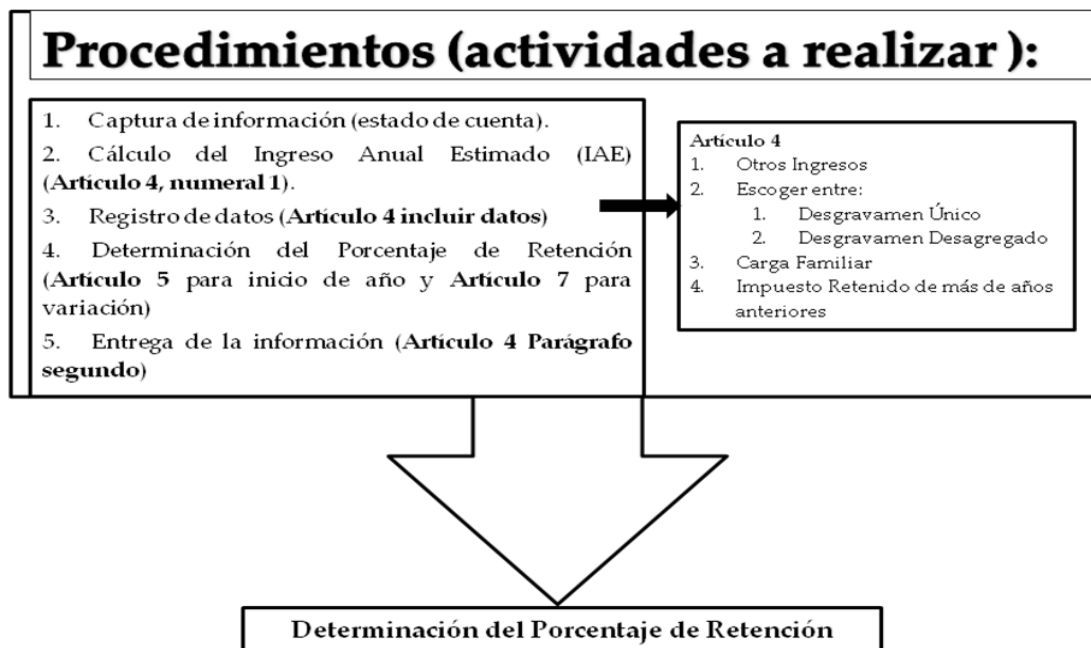 Procedimientos (actividades a realizar ):
1. Captura de información (estado de cuenta).
2. Cálculo del Ingreso Anual Estimado (IAE)
(Artículo 4, numeral 1).
3. Registro de datos (Artículo 4 incluir datos)
4. Determinación del Porcentaje de Retención
(Artículo 5 para inicio de año y Artículo 7 para
variación)
5. Entrega de la información (Artículo 4 Parágrafo
segundo)
Artículo 4
1. Otros Ingresos
2. Escoger entre:
1. Desgravamen Único
2. Desgravamen Desagregado
3. Carga Familiar
4. Impuesto Retenido de más de años
anteriores
Determinación del Porcentaje de Retención